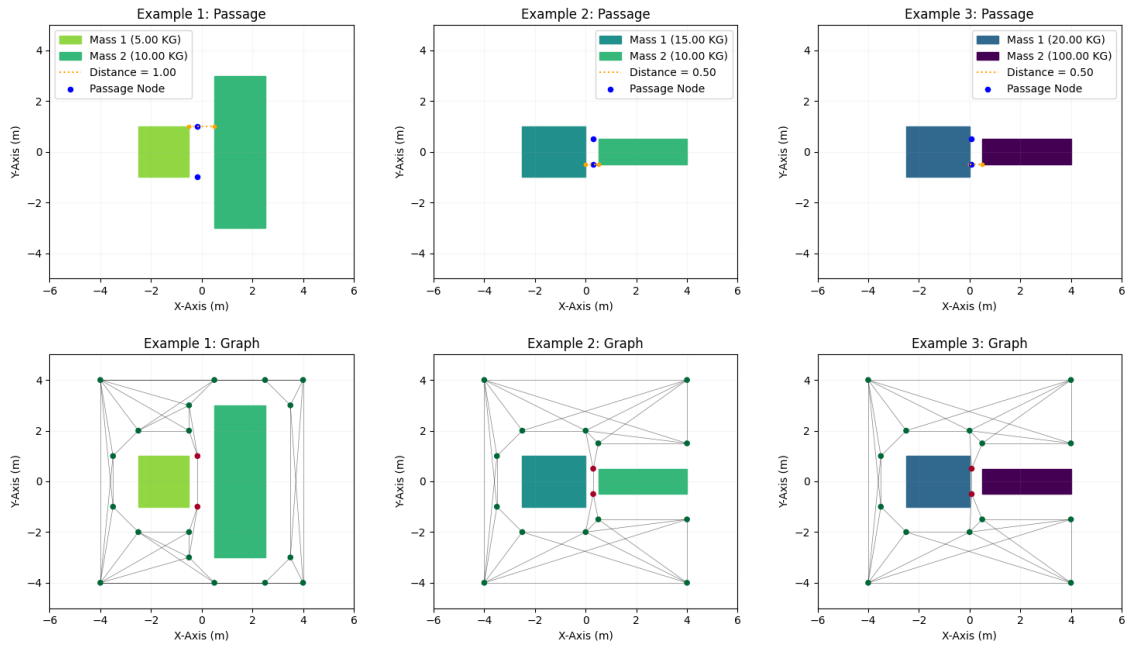 Example 1: Passage
Mass 1 (5.00 KG)
Mass 2 (10.00 KG)
Distance = 1.00
Passage Node
4
2
0
−2
−4
Y-Axis (m)
−6 −4 −2 0 2 4 6
X-Axis (m)
Example 2: Passage
Mass 1 (15.00 KG)
Mass 2 (10.00 KG)
Distance = 0.50
Passage Node
4
2
0
−2
−4
Y-Axis (m)
−6 −4 −2 0 2 4 6
X-Axis (m)
Example 3: Passage
Mass 1 (20.00 KG)
Mass 2 (100.00 KG)
Distance = 0.50
Passage Node
4
2
0
−2
−4
Y-Axis (m)
−6 −4 −2 0 2 4 6
X-Axis (m)
Example 1: Graph
4
2
0
−2
−4
Y-Axis (m)
−6 −4 −2 0 2 4 6
X-Axis (m)
Example 2: Graph
4
2
0
−2
−4
Y-Axis (m)
−6 −4 −2 0 2 4 6
X-Axis (m)
Example 3: Graph
4
2
0
−2
−4
Y-Axis (m)
−6 −4 −2 0 2 4 6
X-Axis (m)